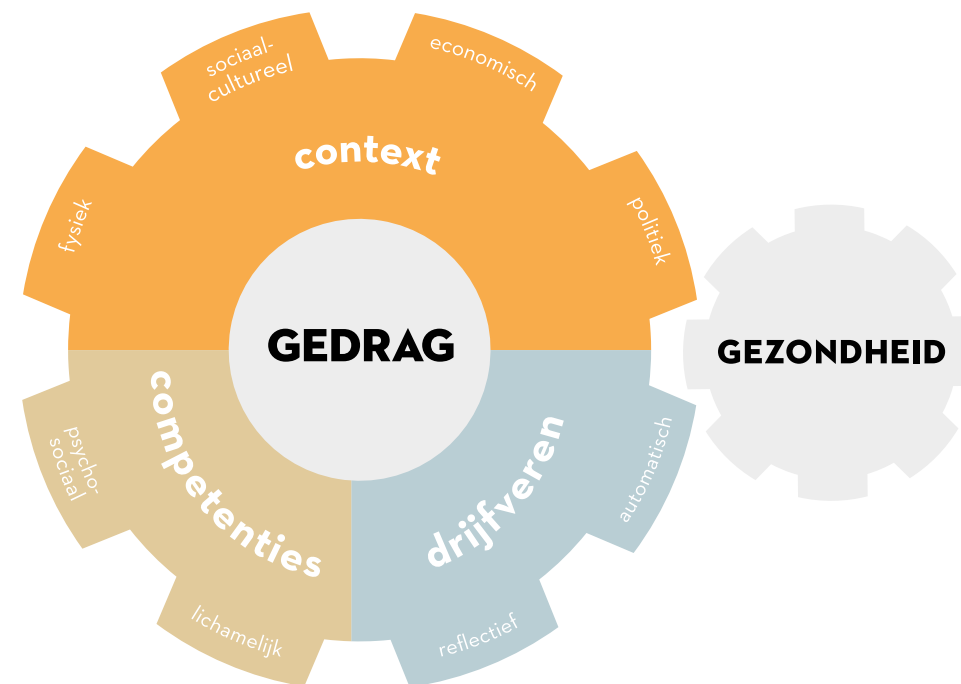 sociaal-
cultureel
economisch
context
fysiek
politiek
GEDRAG
GEZONDHEID
psycho-
sociaal
competenties
drijfveren
automatisch
lichamelijk
reflectief